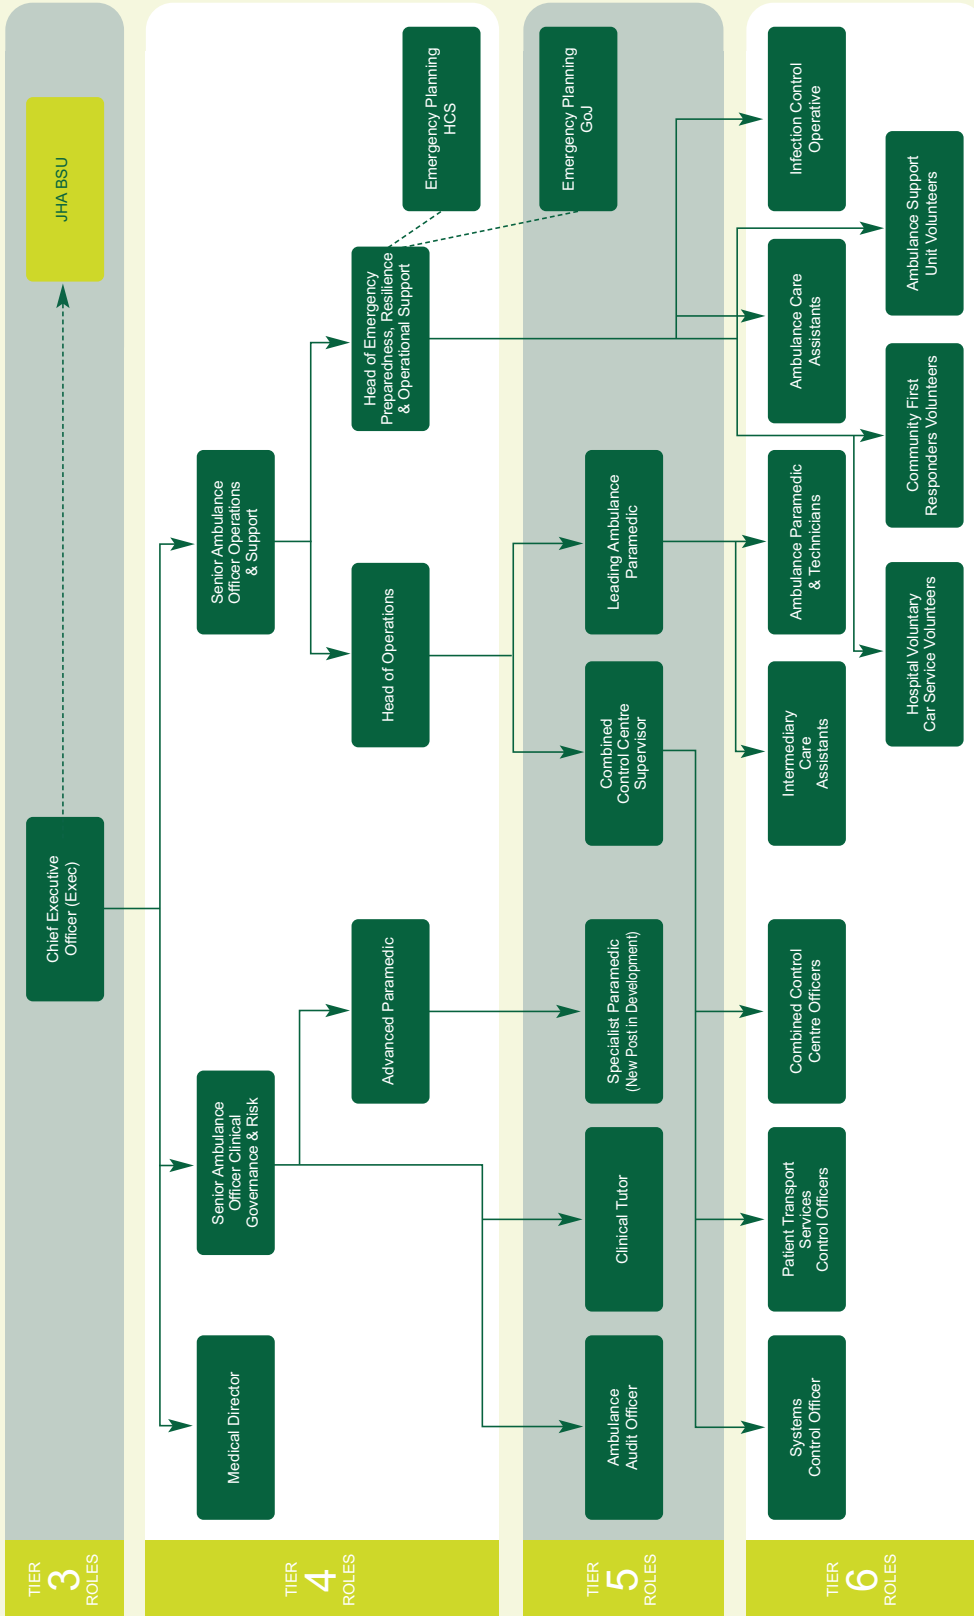 TIER
3
ROLES
Chief Executive
Officer (Exec)
JHA BSU
TIER
4
ROLES
Medical Director
Senior Ambulance
Officer Clinical
Governance & Risk
Senior Ambulance
Officer Operations
& Support
Advanced Paramedic
Head of Operations
Head of Emergency
Preparedness, Resilience
& Operational Support
Emergency Planning
HCS
TIER
5
ROLES
Emergency Planning
GoJ
Ambulance
Audit Officer
Clinical Tutor
Specialist Paramedic
(New Post in Development)
Combined
Control Centre
Supervisor
Leading Ambulance
Paramedic
TIER
6
ROLES
Systems
Control Officer
Patient Transport
Services
Control Officers
Combined Control
Centre Officers
Intermediary
Care
Assistants
Ambulance Paramedic
& Technicians
Ambulance Care
Assistants
Infection Control
Operative
Hospital Voluntary
Car Service Volunteers
Community First
Responders Volunteers
Ambulance Support
Unit Volunteers